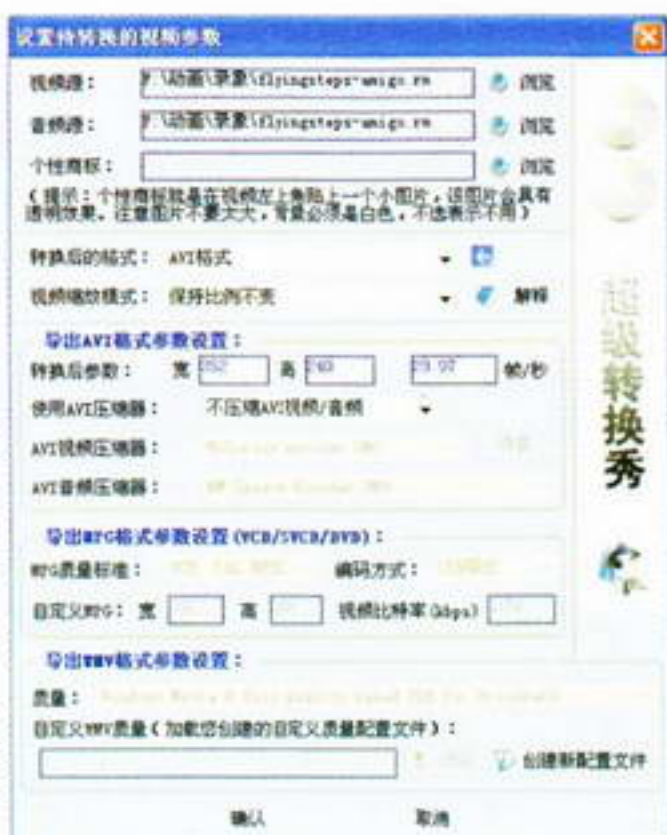 设置待转换的视频参数
视频源： F:\动画\录象\flyingsteps-amigo.rm 浏览
音频源： F:\动画\录象\flyingsteps-amigo.rm 浏览
个性商标： 浏览
（提示：个性商标就是在视频左上角贴上一个小图片，该图片会具有
透明效果。注意图片不要太大，背景必须是白色，不选表示不用）
转换后的格式： AVI格式
视频缩放模式： 保持比例不变 解释
导出AVI格式参数设置：
转换后参数： 宽 352 高 240 29.97 帧/秒
使用AVI压缩器： 不压缩AVI视频/音频
AVI视频压缩器：
AVI音频压缩器：
导出MPG格式参数设置(VCD/SVCD/DVD)：
MPG质量标准： 编码方式：
自定义MPG： 宽 高 视频比特率(kbps)
导出WMV格式参数设置：
质量：
自定义WMV质量（加载您创建的自定义质量配置文件）：
创建新配置文件
确认 取消
超级转换秀